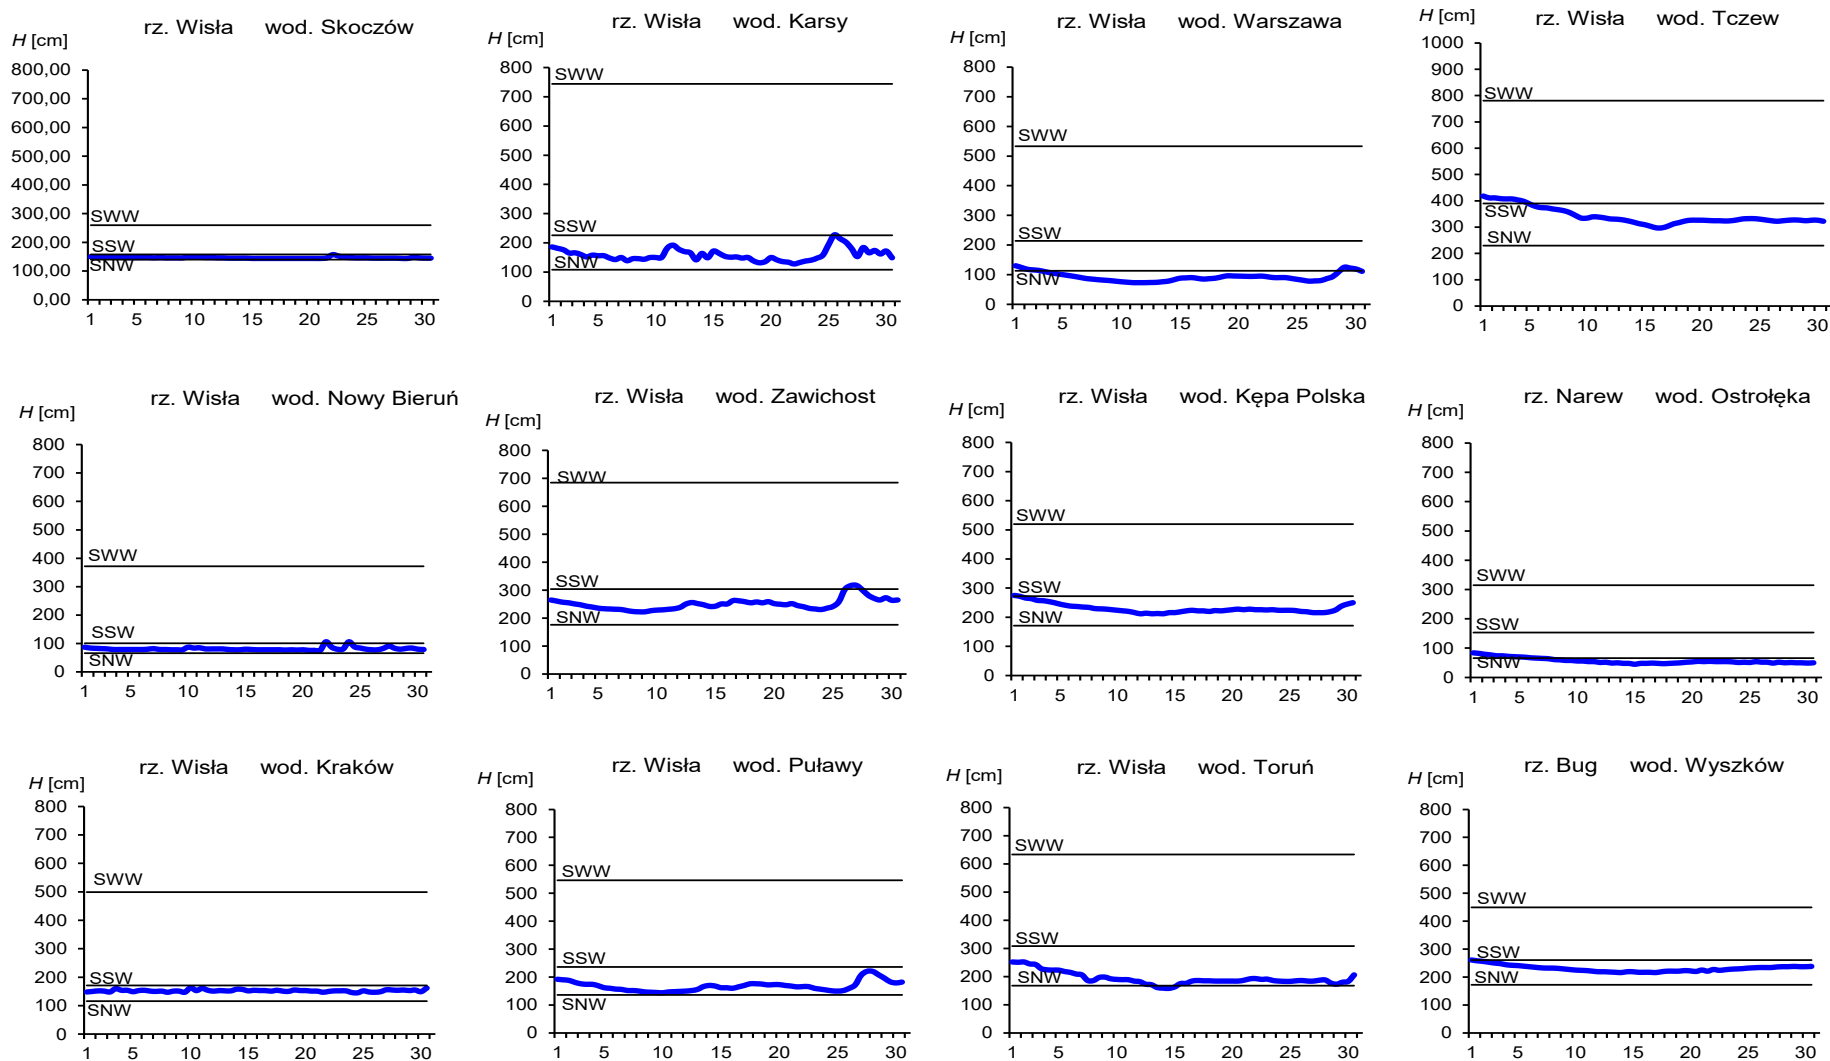 rz. Wisła wod. Skoczów
H [cm]
800,00
800,00
700,00
600,00
500,00
400,00
300,00
200,00
100,00
0,00
SWW
SSW
SNW
1 5 10 15 20 25 30
rz. Wisła wod. Karsy
H [cm]
800
700
600
500
400
300
200
100
0
SWW
SSW
SNW
1 5 10 15 20 25 30
rz. Wisła wod. Warszawa
H [cm]
800
700
600
500
400
300
200
100
0
SWW
SSW
SNW
1 5 10 15 20 25 30
rz. Wisła wod. Tczew
H [cm]
1000
900
800
700
600
500
400
300
200
100
0
SWW
SSW
SNW
1 5 10 15 20 25 30
rz. Wisła wod. Nowy Bieruń
H [cm]
800
700
600
500
400
300
200
100
0
SWW
SSW
SNW
1 5 10 15 20 25 30
rz. Wisła wod. Zawichost
H [cm]
800
700
600
500
400
300
200
100
0
SWW
SSW
SNW
1 5 10 15 20 25 30
rz. Wisła wod. Kępa Polska
H [cm]
800
700
600
500
400
300
200
100
0
SWW
SSW
SNW
1 5 10 15 20 25 30
rz. Narew wod. Ostrołęka
H [cm]
800
700
600
500
400
300
200
100
0
SWW
SSW
SNW
1 5 10 15 20 25 30
rz. Wisła wod. Kraków
H [cm]
800
700
600
500
400
300
200
100
0
SWW
SSW
SNW
1 5 10 15 20 25 30
rz. Wisła wod. Puławy
H [cm]
800
700
600
500
400
300
200
100
0
SWW
SSW
SNW
1 5 10 15 20 25 30
rz. Wisła wod. Toruń
H [cm]
800
700
600
500
400
300
200
100
0
SWW
SSW
SNW
1 5 10 15 20 25 30
rz. Bug wod. Wyszków
H [cm]
800
700
600
500
400
300
200
100
0
SWW
SSW
SNW
1 5 10 15 20 25 30